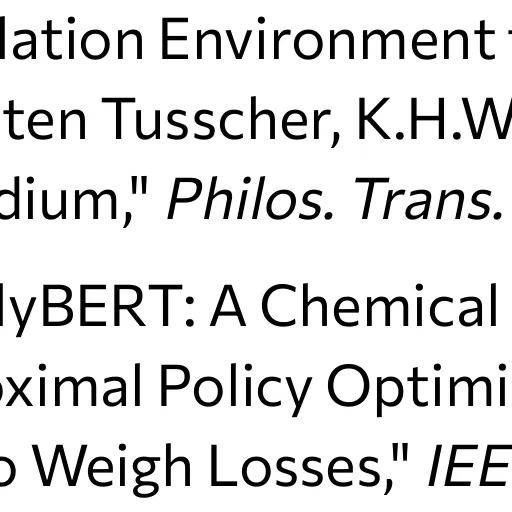 lation Environment
ten Tusscher, K.H.W
dium," Philos. Trans.
lyBERT: A Chemical
oximal Policy Optimi
o Weigh Losses," IEE